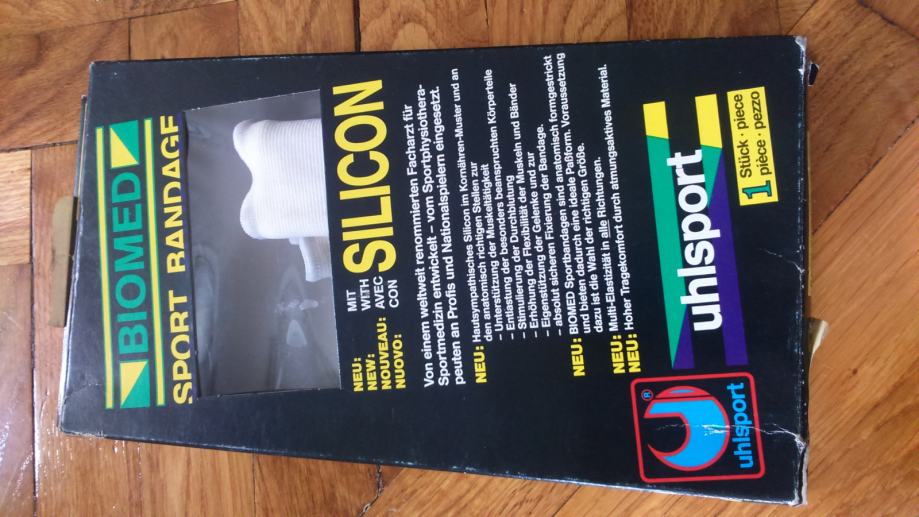 BIOMED
SPORT BANDAGE
NEU: MIT
NEW: WITH
NOUVEAU: AVEC
NUOVO: CON
SILICON
Von einem weltweit renommierten Facharzt für
Sportmedizin entwickelt – vom Sportphysiothera-
peuten an Profis und Nationalspielern eingesetzt.
NEU: Hautsympathisches Silicon im Kornähren-Muster und an
den anatomisch richtigen Stellen zur
– Unterstützung der Muskeltätigkeit
– Entlastung der besonders beanspruchten Körperteile
– Stimulierung der Durchblutung
– Erhöhung der Flexibilität der Muskeln und Bänder
– Eigenstützung der Gelenke und zur
– absolut sicheren Fixierung der Bandage.
NEU: BIOMED Sportbandagen sind anatomisch formgestrickt
und bieten dadurch eine ideale Paßform. Voraussetzung
dazu ist die Wahl der richtigen Größe.
NEU: Multi-Elastizität in alle Richtungen.
NEU: Hoher Tragekomfort durch atmungsaktives Material.
uhlsport
®
uhlsport
1 Stück · piece
pièce · pezzo